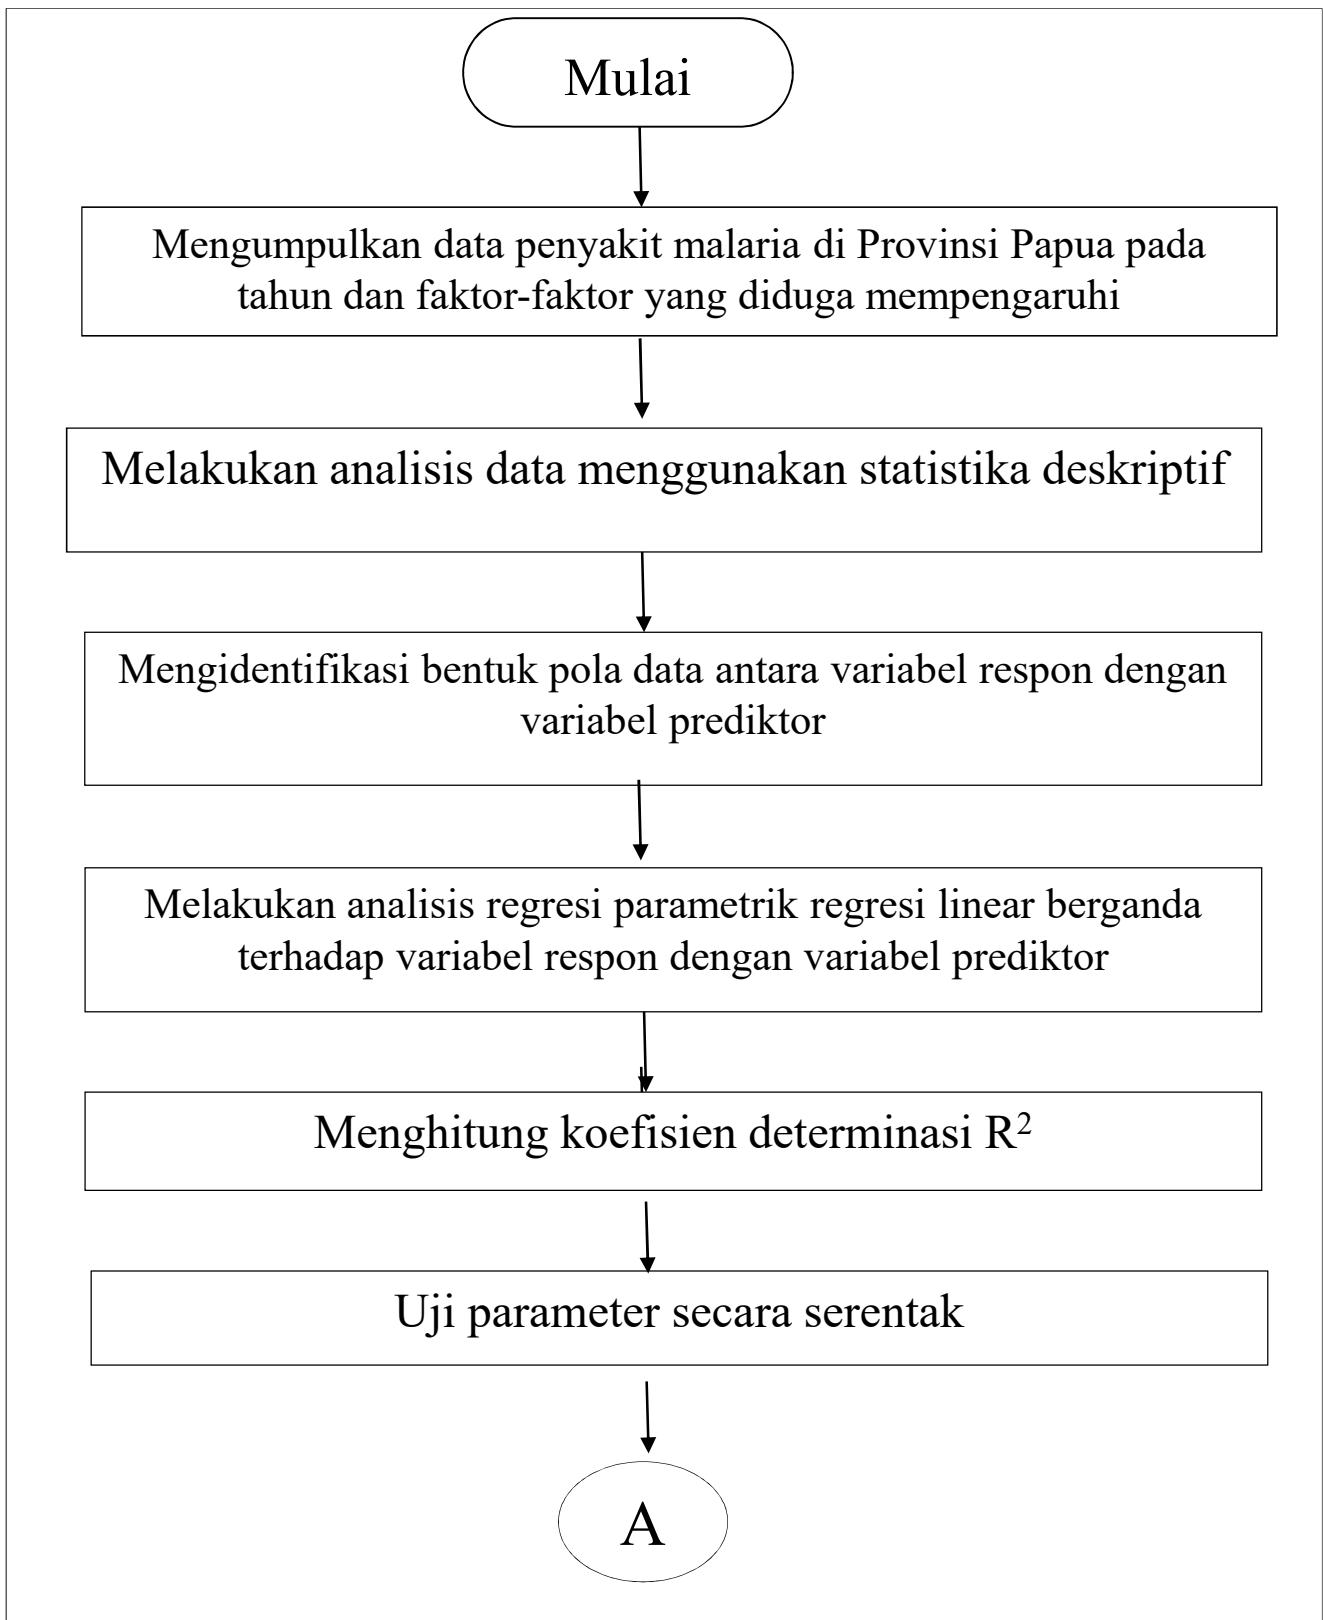 Mulai
Mengumpulkan data penyakit malaria di Provinsi Papua pada
tahun dan faktor-faktor yang diduga mempengaruhi
Melakukan analisis data menggunakan statistika deskriptif
Mengidentifikasi bentuk pola data antara variabel respon dengan
variabel prediktor
Melakukan analisis regresi parametrik regresi linear berganda
terhadap variabel respon dengan variabel prediktor
Menghitung koefisien determinasi R²
Uji parameter secara serentak
A